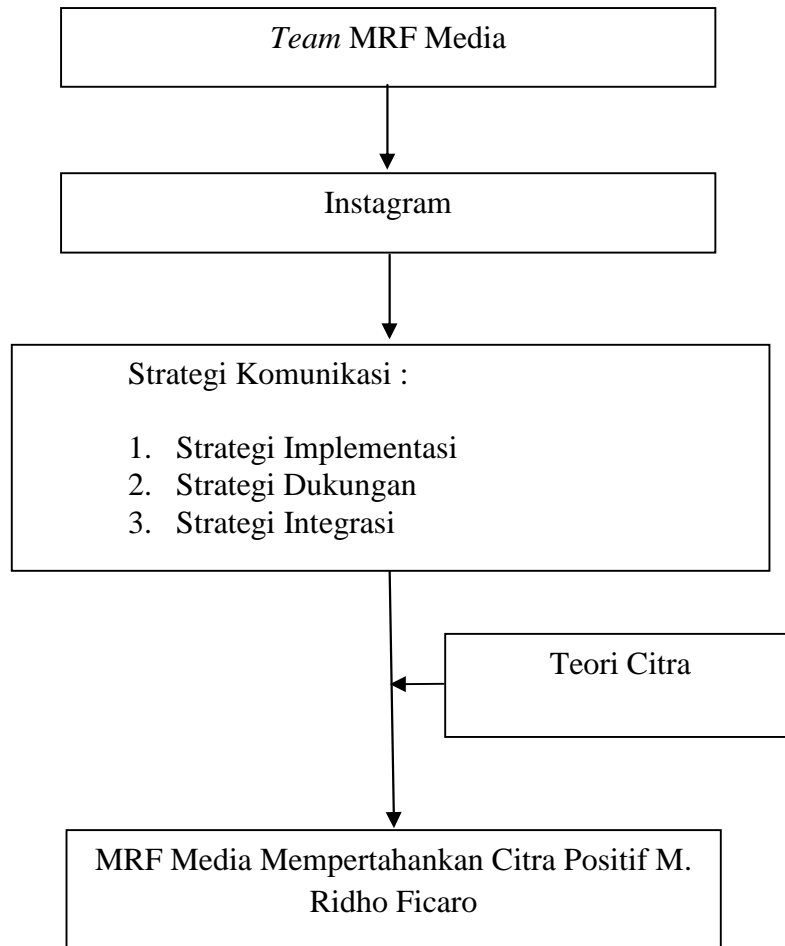 Team MRF Media
Instagram
Strategi Komunikasi :
1. Strategi Implementasi
2. Strategi Dukungan
3. Strategi Integrasi
Teori Citra
MRF Media Mempertahankan Citra Positif M.
Ridho Ficaro